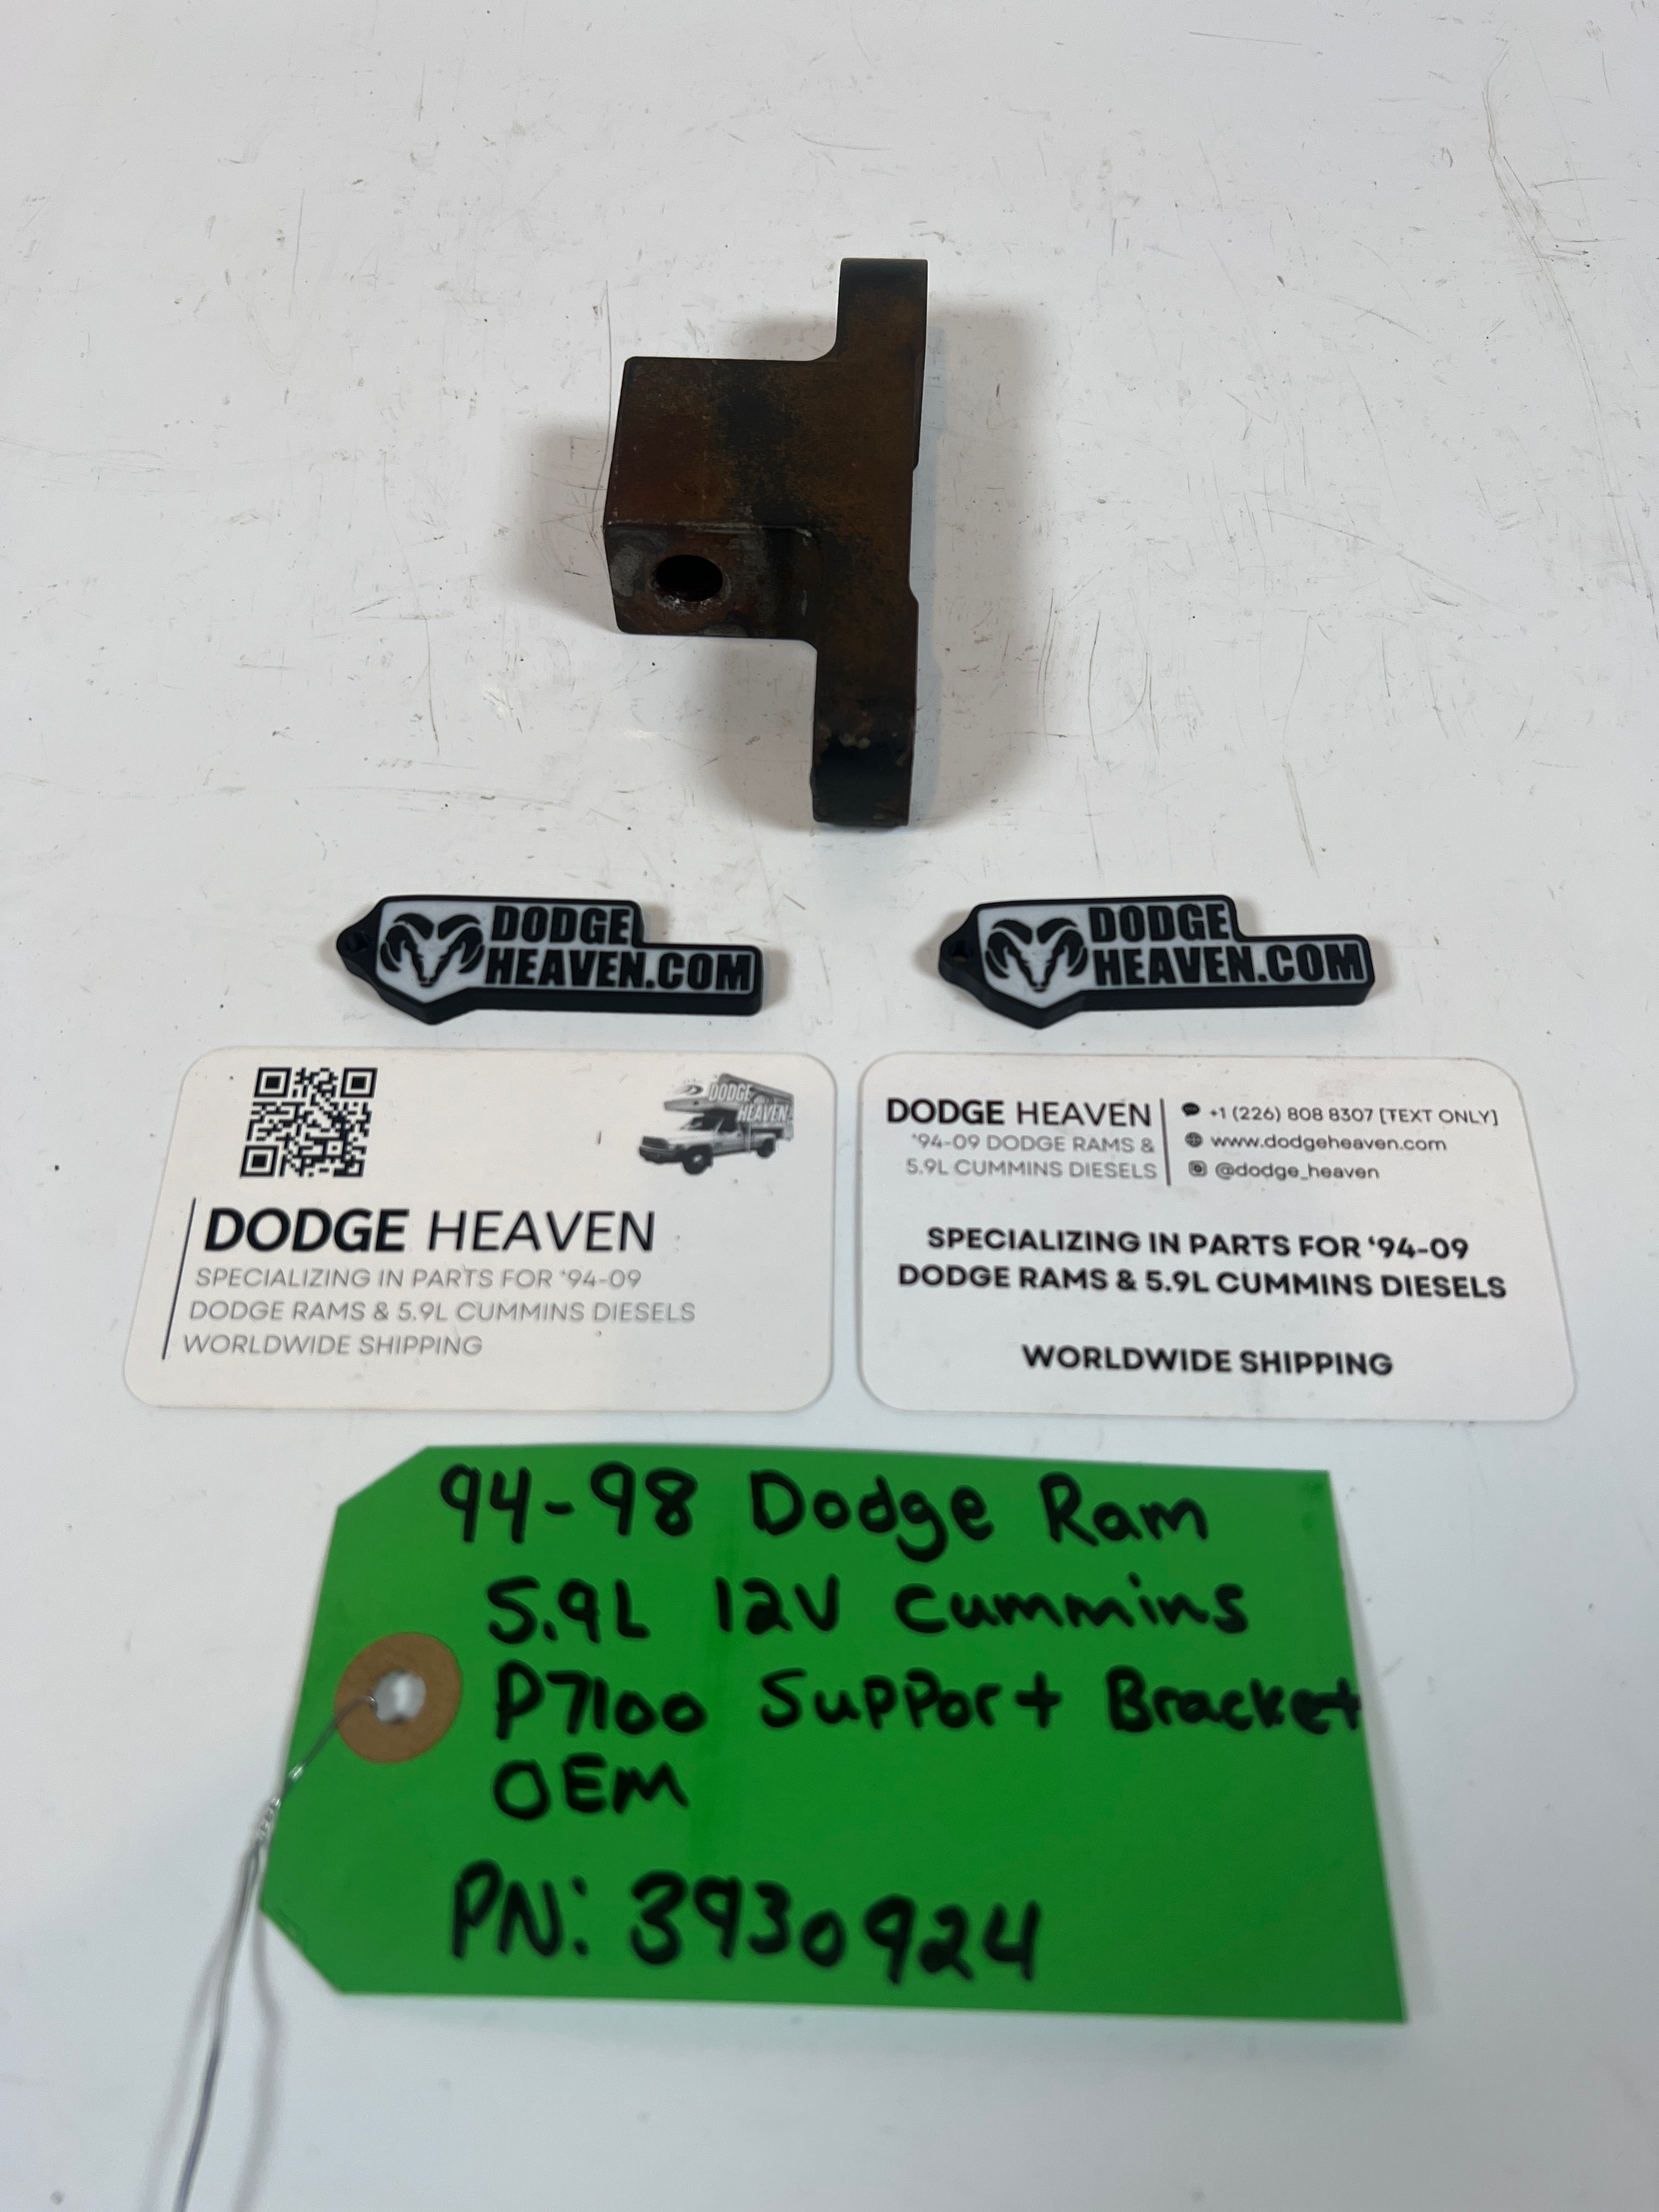 DODGE
HEAVEN.COM
DODGE
HEAVEN.COM
DODGE
HEAVEN
DODGE HEAVEN
SPECIALIZING IN PARTS FOR '94-09
DODGE RAMS & 5.9L CUMMINS DIESELS
WORLDWIDE SHIPPING
DODGE HEAVEN
'94-09 DODGE RAMS &
5.9L CUMMINS DIESELS
+1 (226) 808 8307 [TEXT ONLY]
www.dodgeheaven.com
@dodge_heaven
SPECIALIZING IN PARTS FOR '94-09
DODGE RAMS & 5.9L CUMMINS DIESELS
WORLDWIDE SHIPPING
94-98 Dodge Ram
5.9L 12V Cummins
P7100 Support Bracket
OEM
PN: 3930924